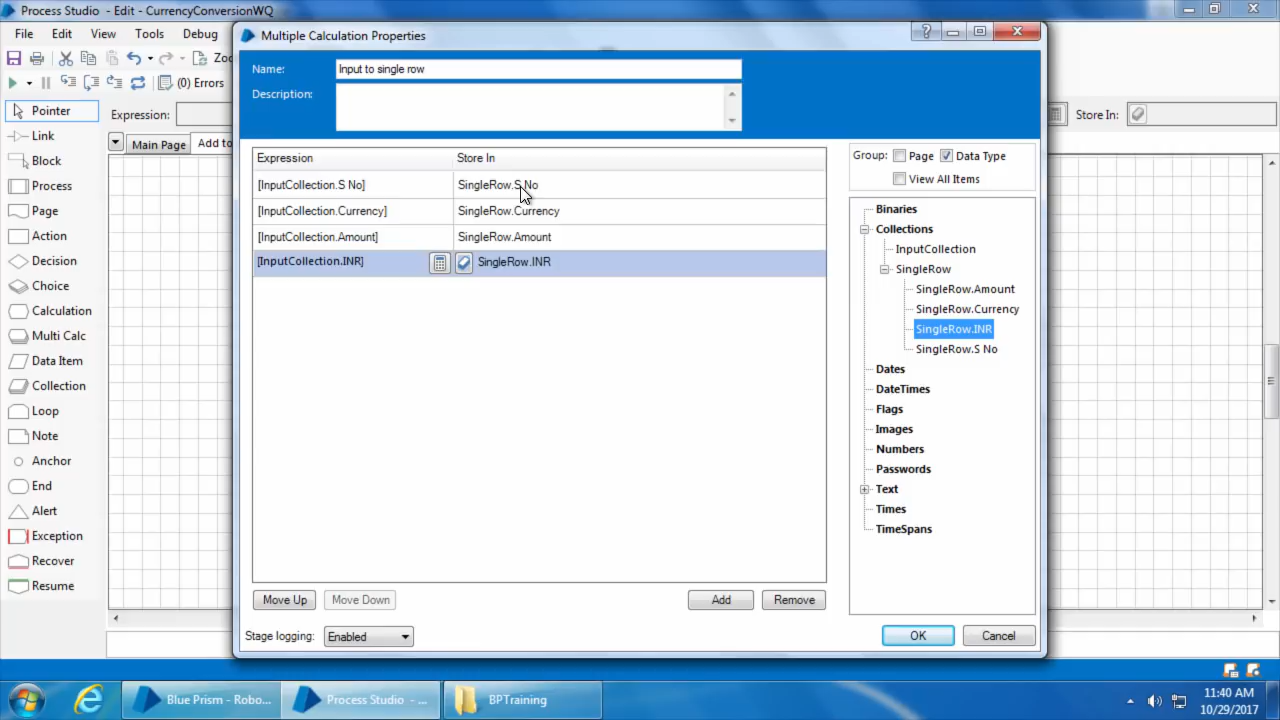 Process Studio - Edit - CurrencyConversionWQ
File Edit View Tools Debug
Multiple Calculation Properties
?
Name: Input to single row
Description:
Zoo
(0) Errors
Expression:
Store In:
Main Page
Add to
Pointer
Link
Block
Process
Page
Action
Decision
Choice
Calculation
Multi Calc
Data Item
Collection
Loop
Note
Anchor
End
Alert
Exception
Recover
Resume
Expression Store In
[InputCollection.S No] SingleRow.S No
[InputCollection.Currency] SingleRow.Currency
[InputCollection.Amount] SingleRow.Amount
[InputCollection.INR] SingleRow.INR
Group: Page Data Type
View All Items
Binaries
Collections
InputCollection
SingleRow
SingleRow.Amount
SingleRow.Currency
SingleRow.INR
SingleRow.S No
Dates
DateTimes
Flags
Images
Numbers
Passwords
Text
Times
TimeSpans
Move Up Move Down Add Remove
Stage logging: Enabled
OK Cancel
Blue Prism - Robo...
Process Studio - ...
BPTraining
11:40 AM
10/29/2017